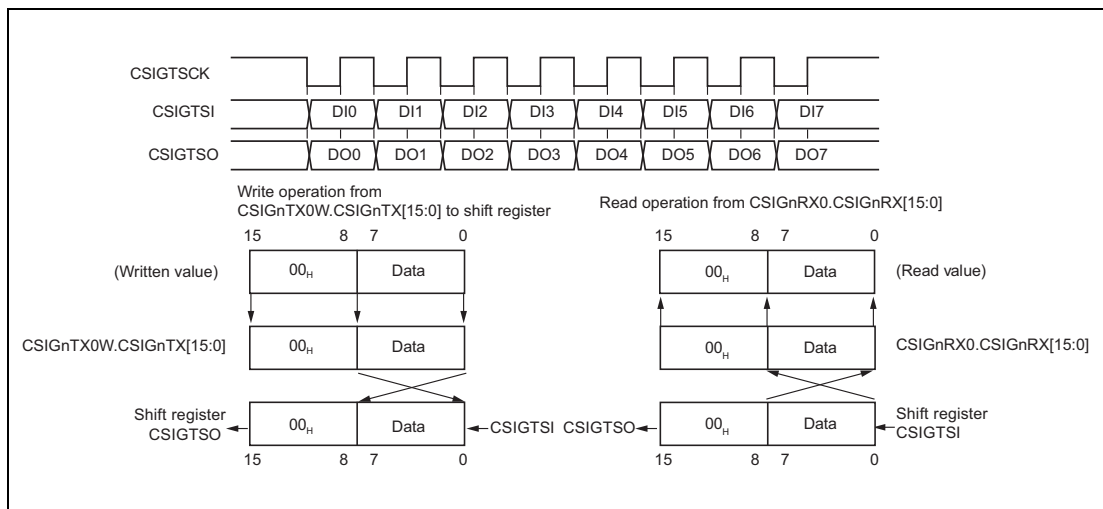 CSIGTSCK
CSIGTSI DI0 DI1 DI2 DI3 DI4 DI5 DI6 DI7
CSIGTSO DO0 DO1 DO2 DO3 DO4 DO5 DO6 DO7
Write operation from
CSIGnTX0W.CSIGnTX[15:0] to shift register
15 8 7 0
(Written value) 00H Data
CSIGnTX0W.CSIGnTX[15:0] 00H Data
Shift register
CSIGTSO 00H Data CSIGTSI
15 8 7 0
Read operation from CSIGnRX0.CSIGnRX[15:0]
15 8 7 0
00H Data (Read value)
00H Data CSIGnRX0.CSIGnRX[15:0]
CSIGTSO 00H Data Shift register
CSIGTSI
15 8 7 0